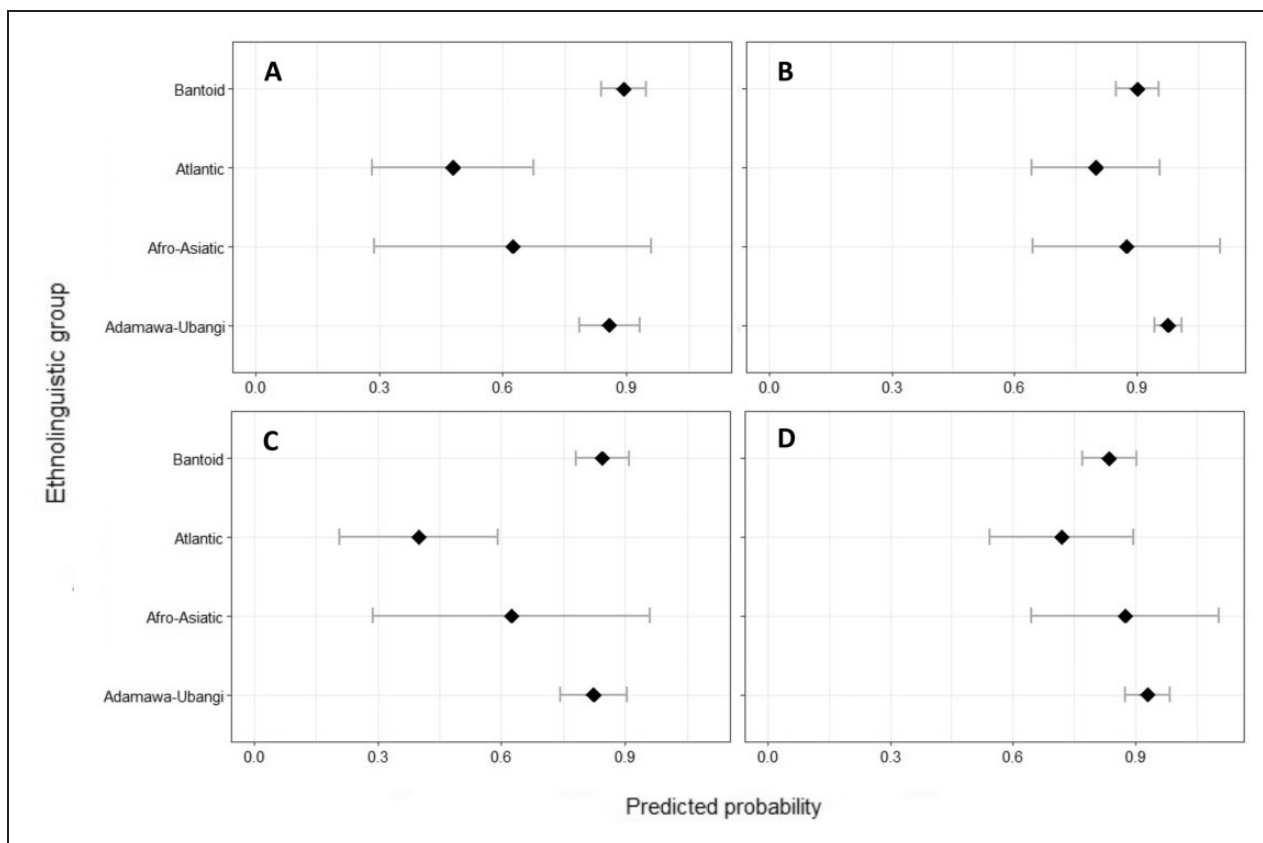 A
B
Bantoid
Atlantic
Afro-Asiatic
Adamawa-Ubangi
0.0 0.3 0.6 0.9
0.0 0.3 0.6 0.9
C
D
Bantoid
Atlantic
Afro-Asiatic
Adamawa-Ubangi
0.0 0.3 0.6 0.9
0.0 0.3 0.6 0.9
Ethnolinguistic group
Predicted probability